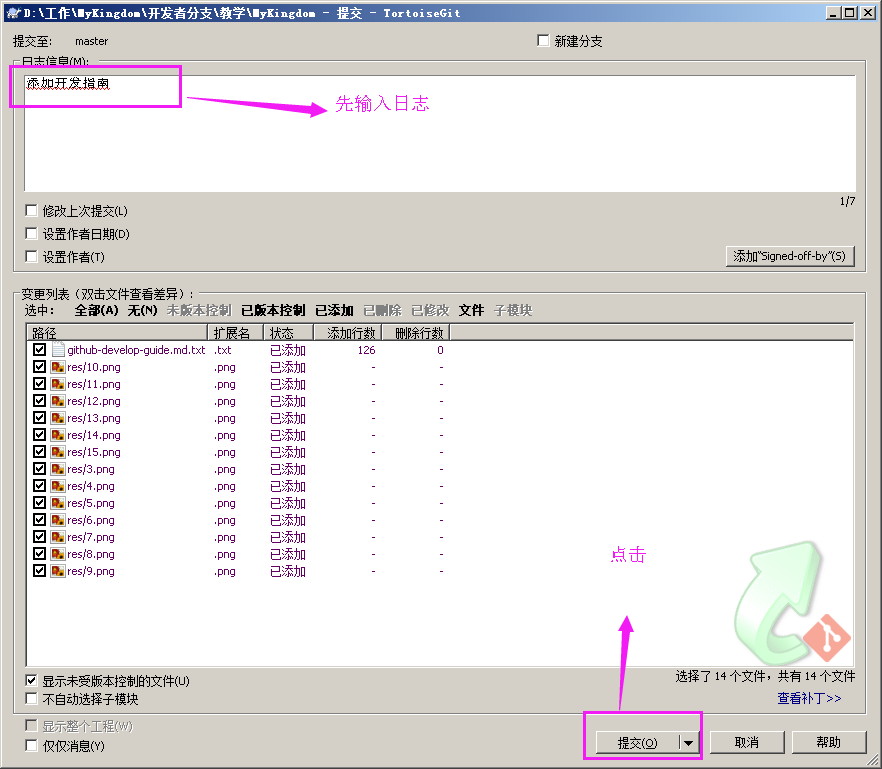 D:\工作\MyKingdom\开发者分支\教学\MyKingdom - 提交 - TortoiseGit
提交至: master
新建分支
日志信息(M):
添加开发指南
先输入日志
1/7
修改上次提交(L)
设置作者日期(D)
设置作者(T)
添加"Signed-off-by"(S)
变更列表（双击文件查看差异）:
选中: 全部(A) 无(N) 未版本控制 已版本控制 已添加 已删除 已修改 文件 子模块
路径 扩展名 状态 添加行数 删除行数
github-develop-guide.md.txt .txt 已添加 126 0
res/10.png .png 已添加 - -
res/11.png .png 已添加 - -
res/12.png .png 已添加 - -
res/13.png .png 已添加 - -
res/14.png .png 已添加 - -
res/15.png .png 已添加 - -
res/3.png .png 已添加 - -
res/4.png .png 已添加 - -
res/5.png .png 已添加 - -
res/6.png .png 已添加 - -
res/7.png .png 已添加 - -
res/8.png .png 已添加 - -
res/9.png .png 已添加 - -
点击
显示未受版本控制的文件(U)
选择了 14 个文件，共有 14 个文件
不自动选择子模块
查看补丁>>
显示整个工程(W)
仅仅消息(Y)
提交(O) 取消 帮助